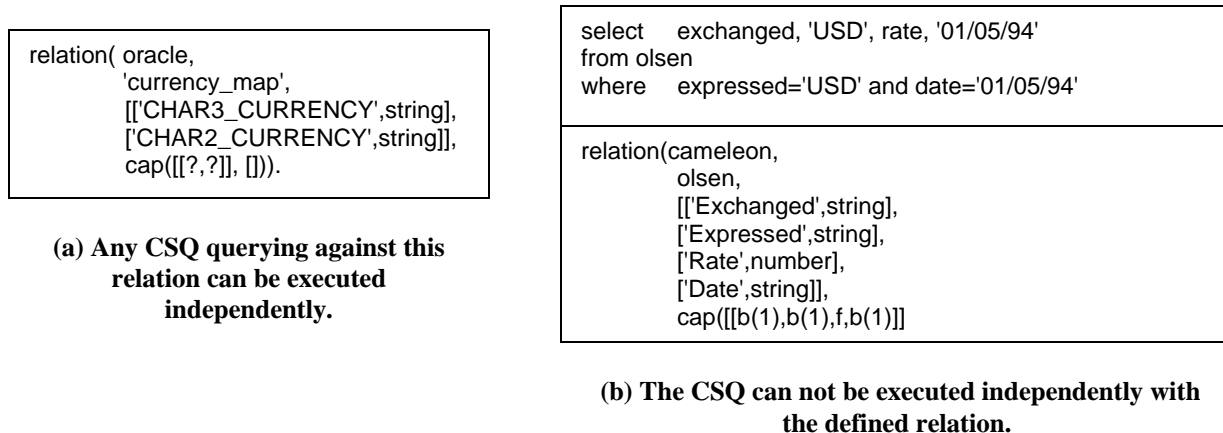 relation( oracle,
'currency_map',
[['CHAR3_CURRENCY',string],
['CHAR2_CURRENCY',string]],
cap([[?,?]], [])).
(a) Any CSQ querying against this
relation can be executed
independently.
select exchanged, 'USD', rate, '01/05/94'
from olsen
where expressed='USD' and date='01/05/94'
relation(cameleon,
olsen,
[['Exchanged',string],
['Expressed',string],
['Rate',number],
['Date',string]],
cap([[b(1),b(1),f,b(1)]]
(b) The CSQ can not be executed independently with
the defined relation.